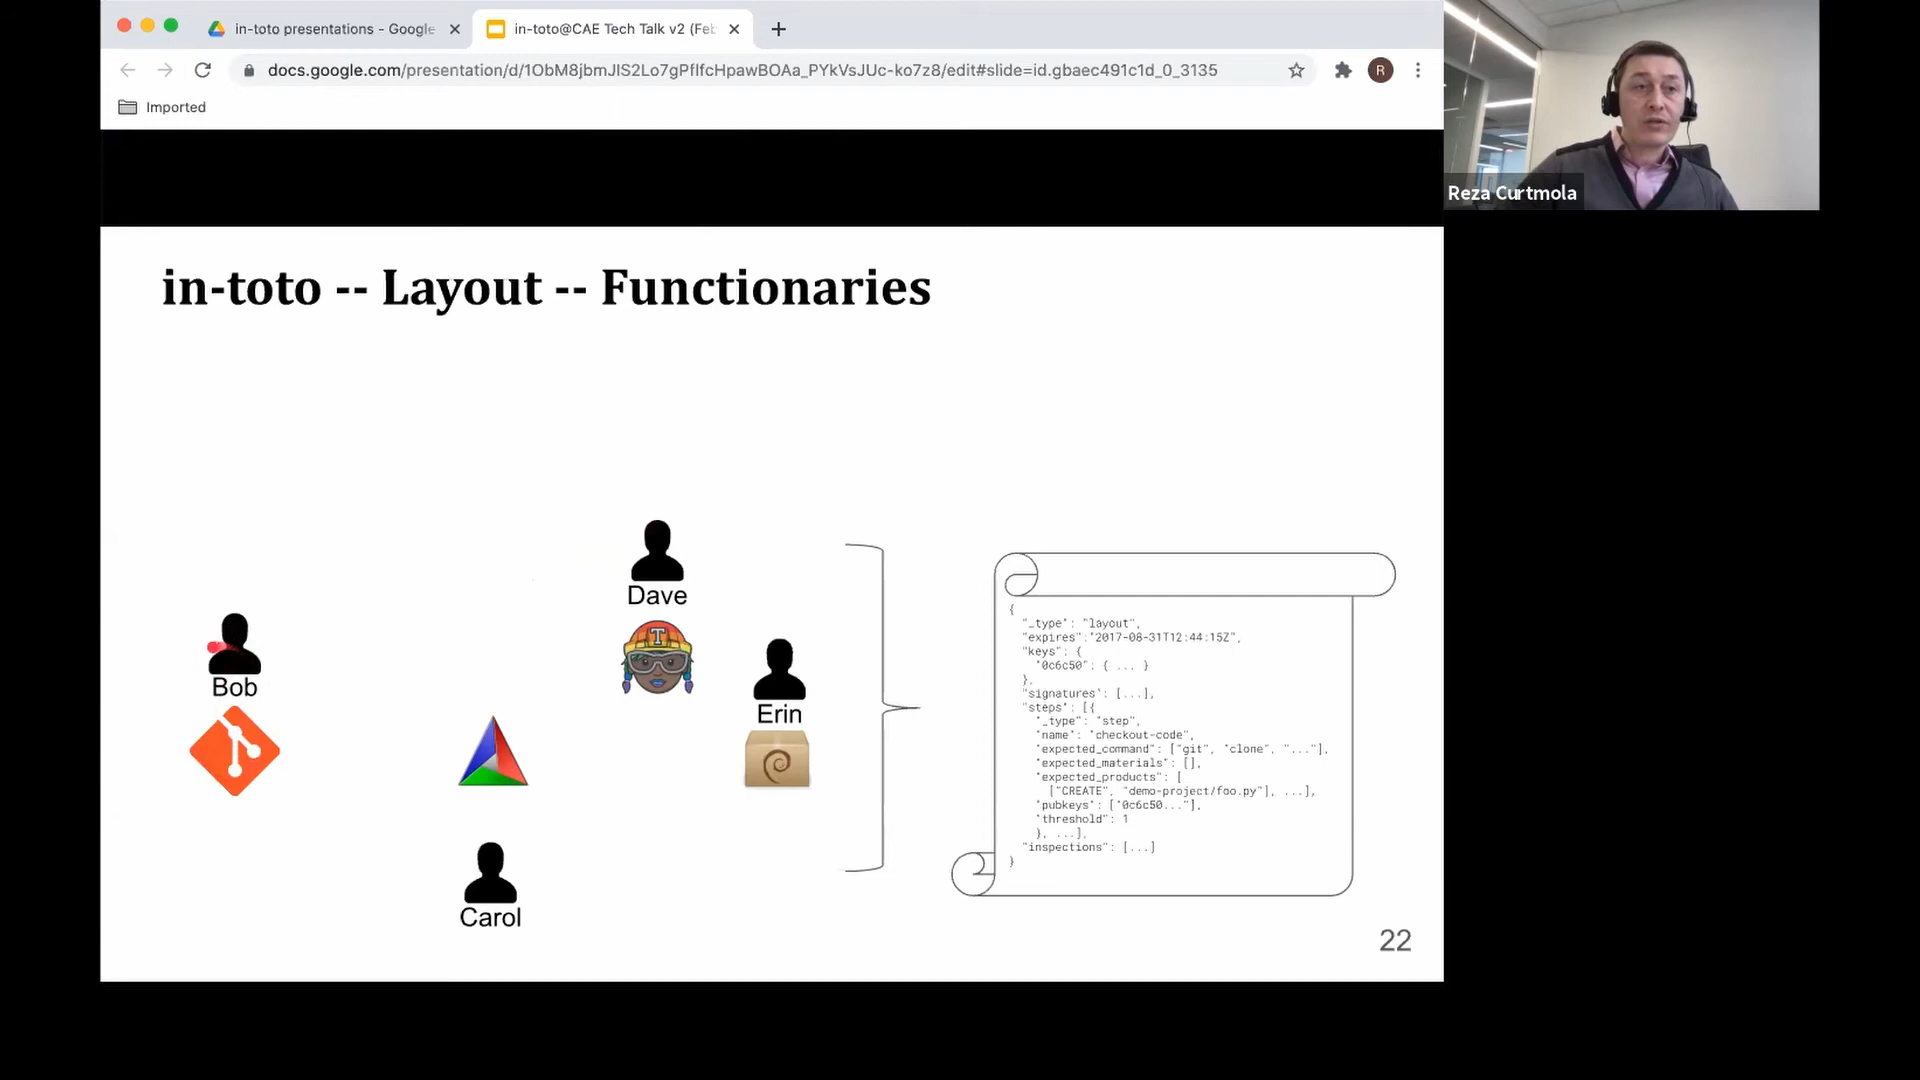 in-toto presentations - Google
in-toto@CAE Tech Talk v2 (Feb
docs.google.com/presentation/d/1ObM8jbmJIS2Lo7gPflfcHpawBOAa_PYkVsJUc-ko7z8/edit#slide=id.gbaec491c1d_0_3135
R
Imported
Reza Curtmola
in-toto -- Layout -- Functionaries
Dave
T
Bob
Erin
Carol
{
"_type": "layout",
"expires":"2017-08-31T12:44:15Z",
"keys": {
"0c6c50": { ... }
},
"signatures": [...],
"steps": [{
"_type": "step",
"name": "checkout-code",
"expected_command": ["git", "clone", "..."],
"expected_materials": [],
"expected_products": [
["CREATE", "demo-project/foo.py"], ...],
"pubkeys": ["0c6c50..."],
"threshold": 1
}, ...],
"inspections": [...]
}
22